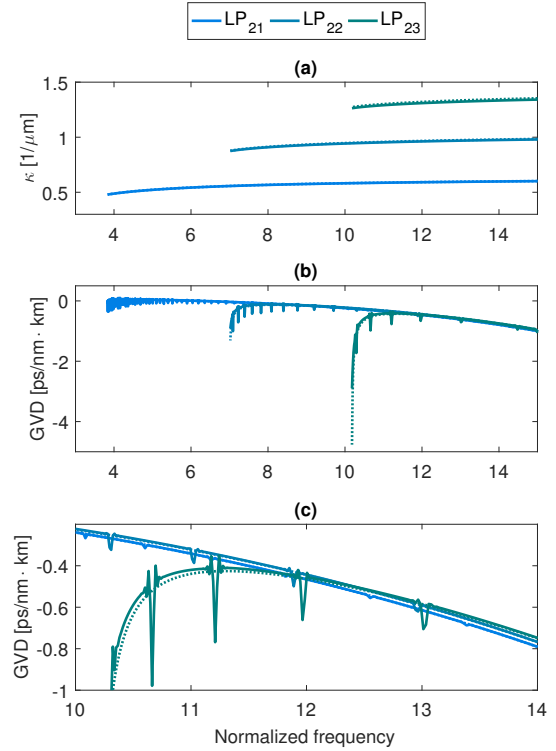 LP21 LP22 LP23
(a)
κ [1/μm]
1.5
1
0.5
4 6 8 10 12 14
(b)
GVD [ps/nm · km]
0
-2
-4
4 6 8 10 12 14
(c)
GVD [ps/nm · km]
-0.4
-0.6
-0.8
-1
10 11 12 13 14
Normalized frequency